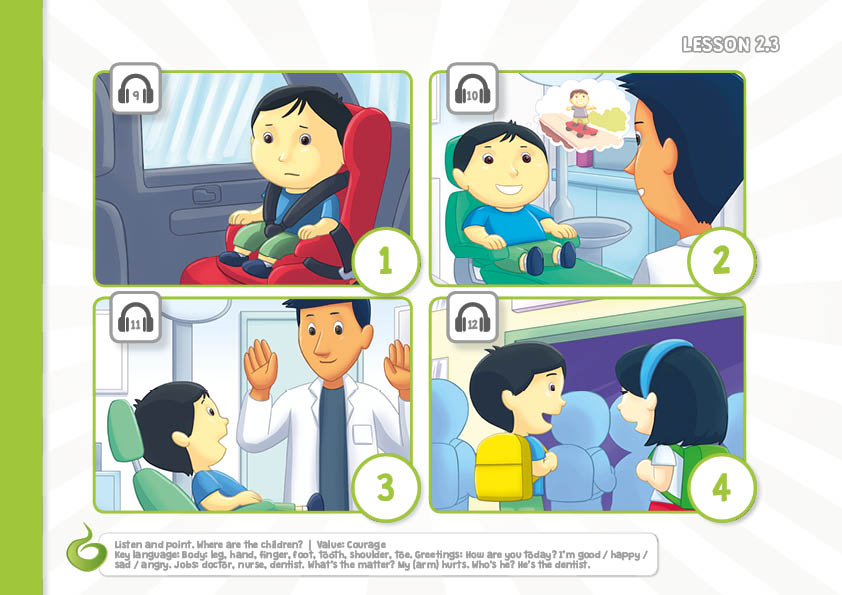 LESSON 2.3
9
10
1
2
11
12
3
4
Listen and point. Where are the children? | Value: Courage
Key language: Body: leg, hand, finger, foot, tooth, shoulder, toe. Greetings: How are you today? I'm good / happy /
sad / angry. Jobs: doctor, nurse, dentist. What's the matter? My (arm) hurts. Who's he? He's the dentist.